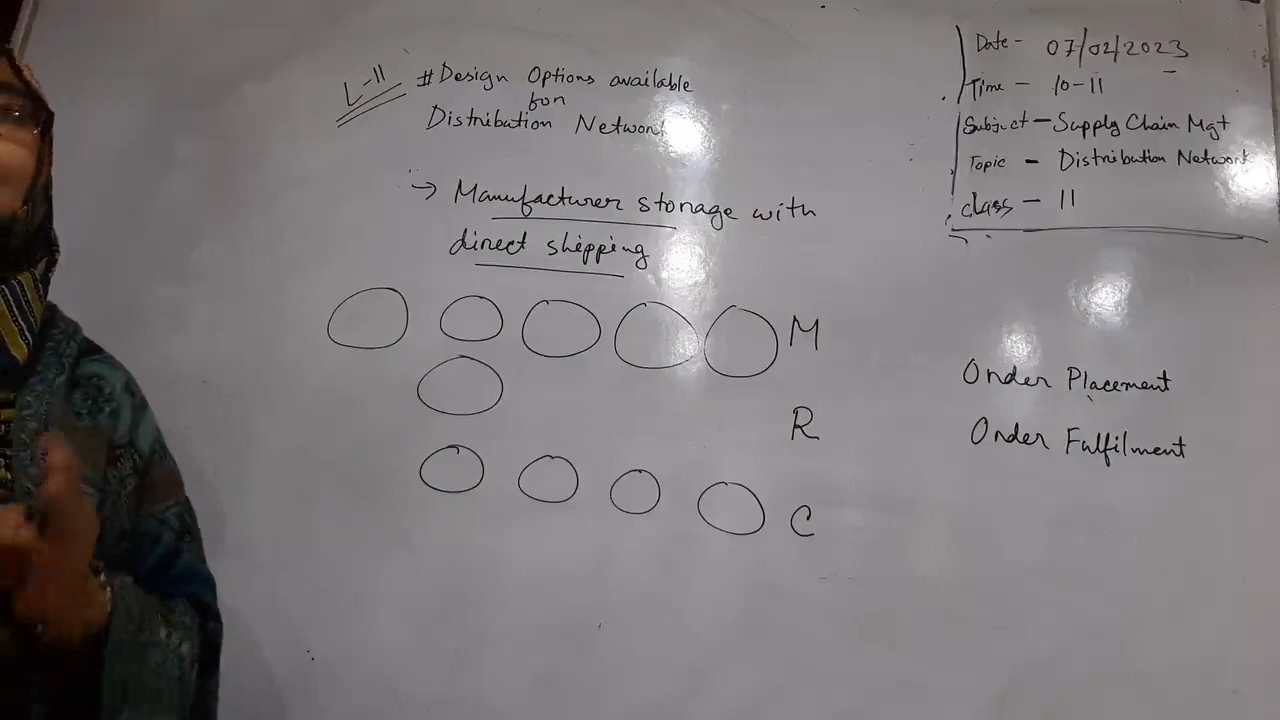 L-11
#Design Options available
for
Distribution Network
→ Manufacturer storage with
direct shipping
M
R
C
Date - 07/02/2023
Time - 10-11
Subject - Supply Chain Mgt
Topic - Distribution Network
Class - 11
Order Placement
Order Fulfilment